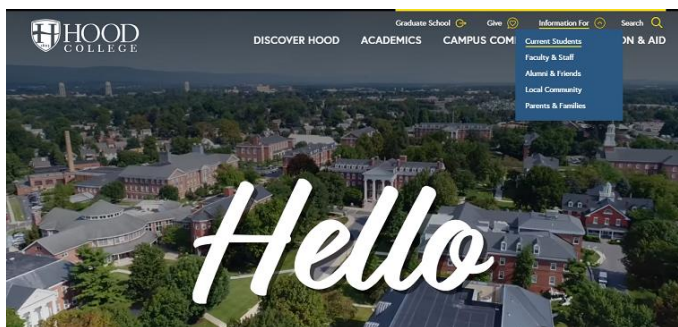 Graduate School Give Information For Search
HOOD
COLLEGE
DISCOVER HOOD ACADEMICS CAMPUS COM ON & AID
Current Students
Faculty & Staff
Alumni & Friends
Local Community
Parents & Families
Hello